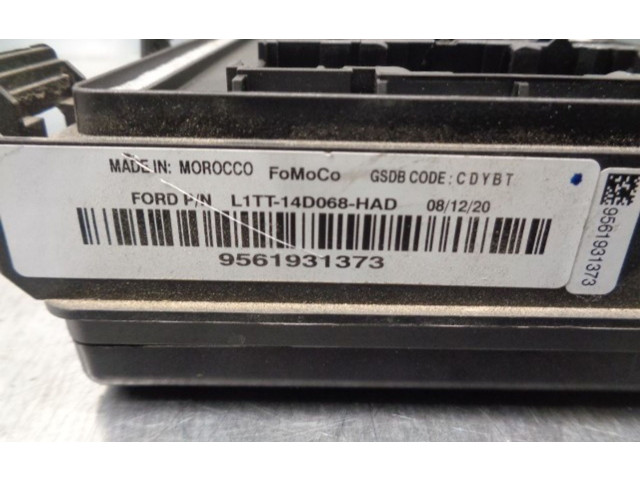 MADE IN: MOROCCO FoMoCo GSDB CODE: CDYBT
FORD P/N L1TT-14D068-HAD 08/12/20
9561931373
9561931373